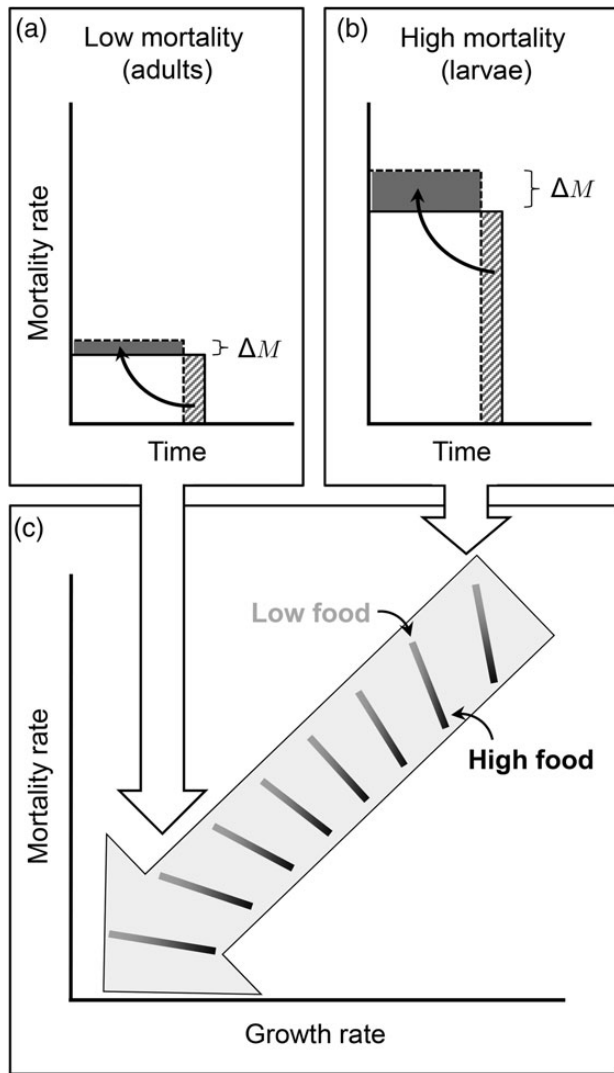 (a)
Low mortality
(adults)
Mortality rate
ΔM
Time
(b)
High mortality
(larvae)
ΔM
Time
(c)
Mortality rate
Low food
High food
Growth rate